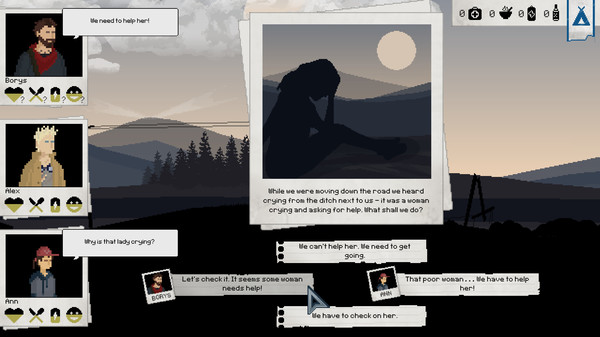 We need to help her!
0 0 0 0
Borys
? ? ? ?
Alex
While we were moving down the road we heard
crying from the ditch next to us - it was a woman
crying and asking for help. What shall we do?
Why is that lady crying?
Ann
We can't help her. We need to get
going.
Let's check it. It seems some woman
needs help!
BORYS
That poor woman... We have to help
her!
ANN
We have to check on her.